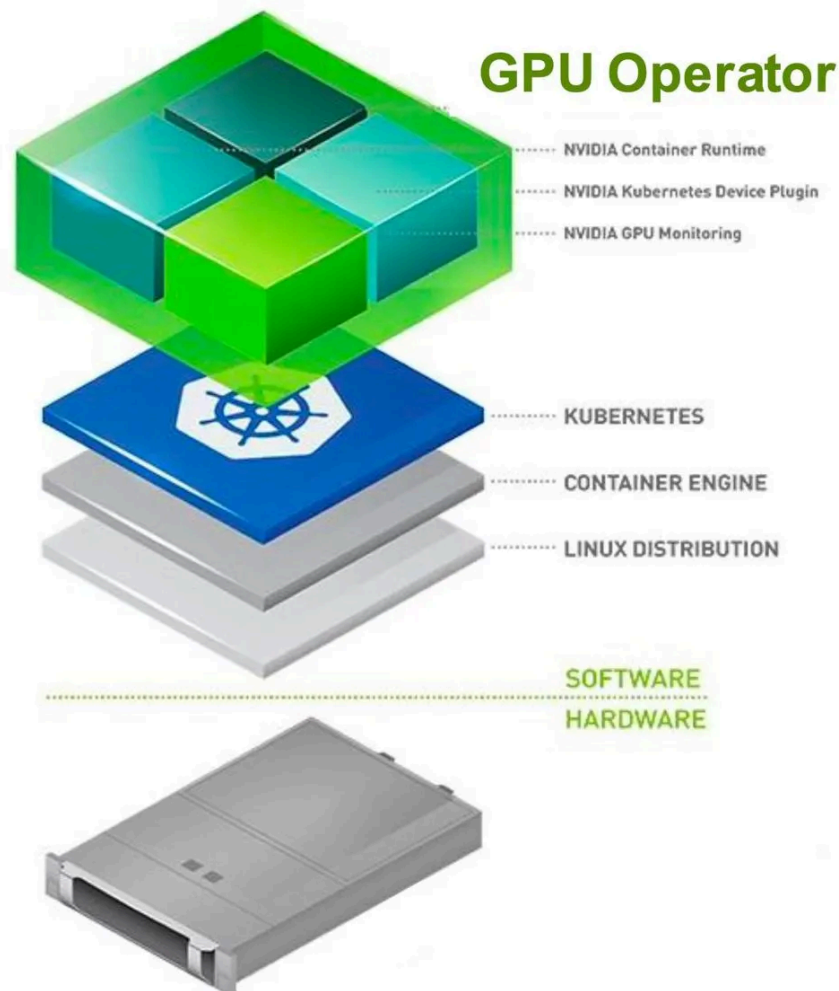 GPU Operator
NVIDIA Container Runtime
NVIDIA Kubernetes Device Plugin
NVIDIA GPU Monitoring
KUBERNETES
CONTAINER ENGINE
LINUX DISTRIBUTION
SOFTWARE
HARDWARE